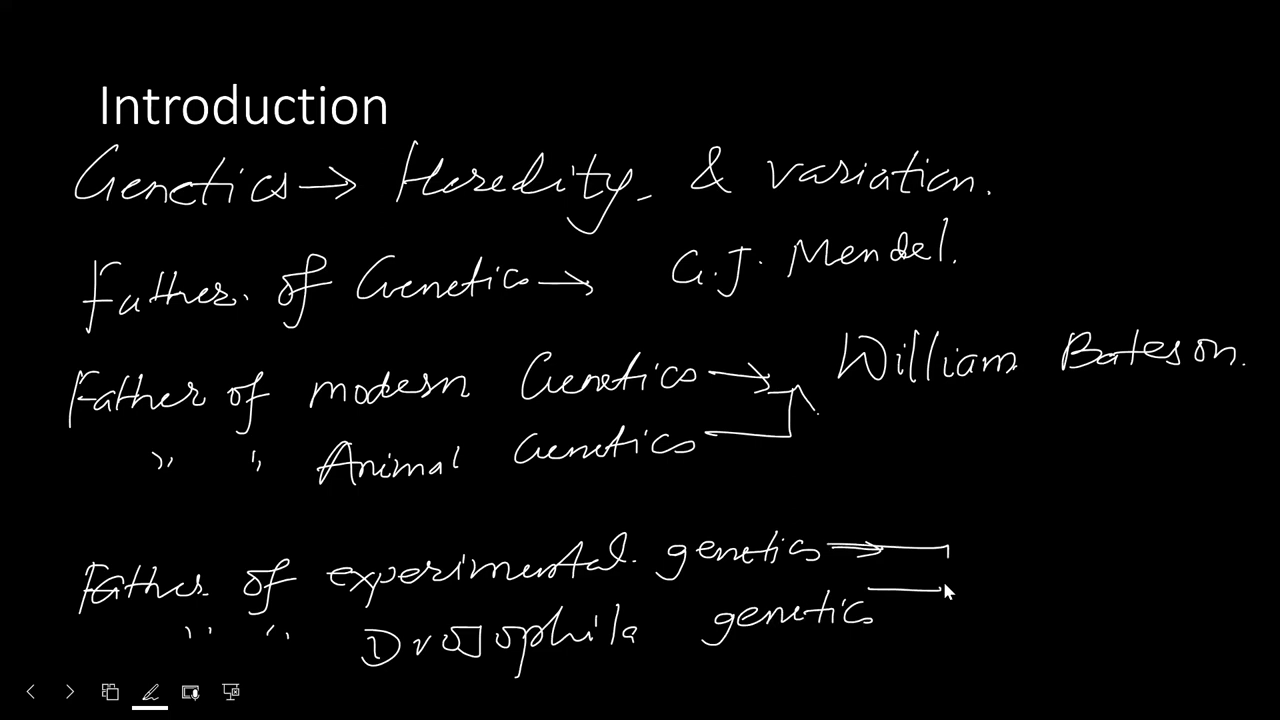 Introduction
Genetics → Heredity & variation.
Father of Genetics → G.J. Mendel.
Father of modern Genetics → William Bateson.
" " Animal Genetics
Father of experimental genetics →
" " Drosophila genetics